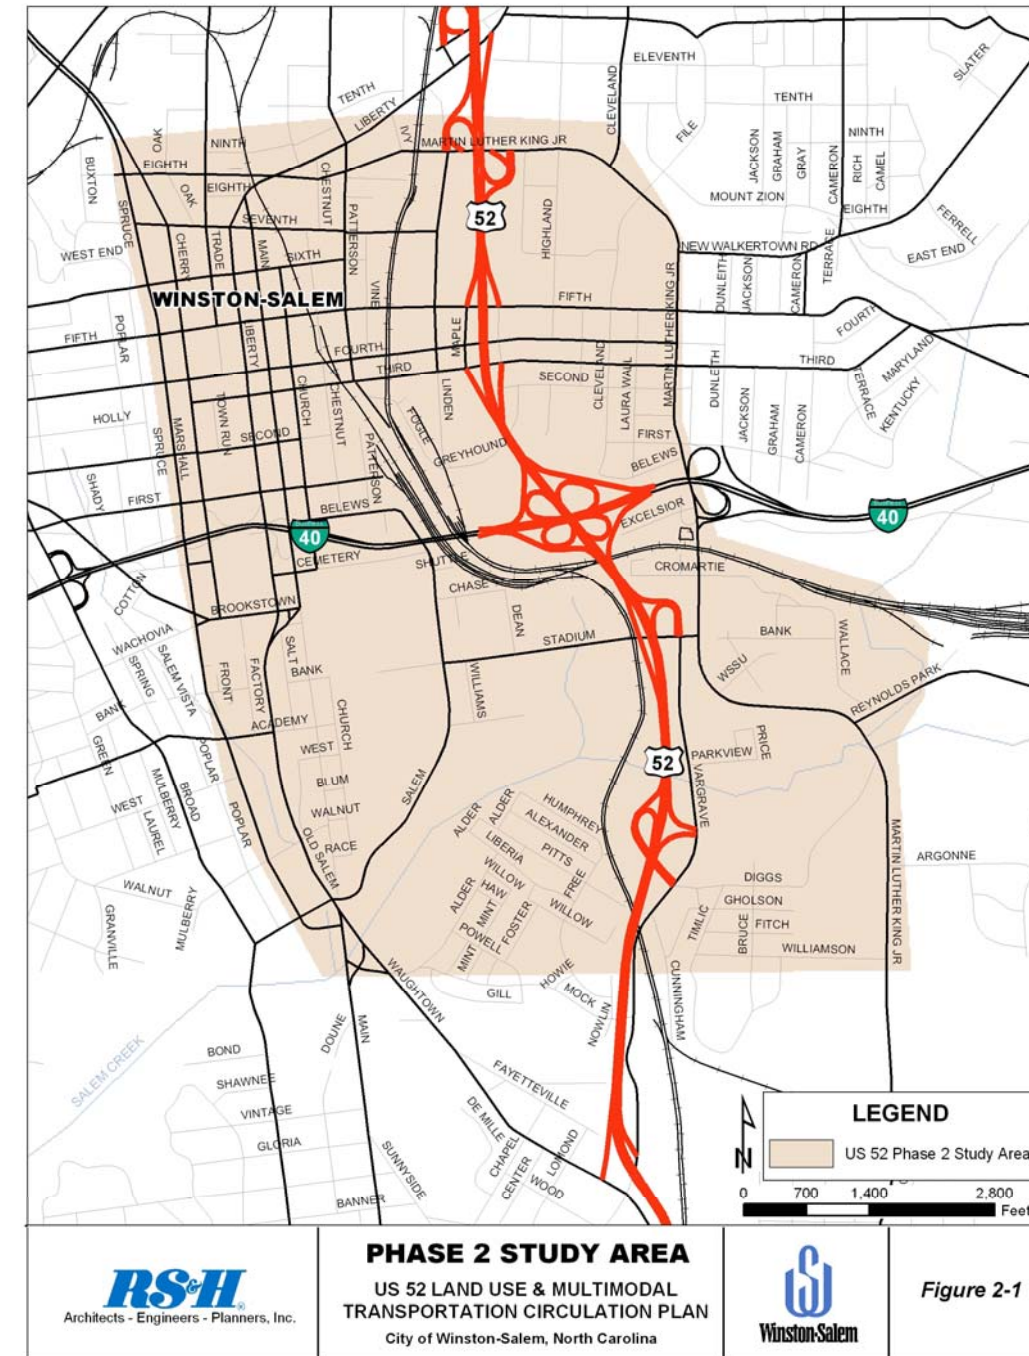 ELEVENTH
SLATER
CLEVELAND
TENTH
TENTH
LIBERTY
IVY
FILE
OAK
NINTH
MARTIN LUTHER KING JR
JACKSON
GRAHAM
GRAY
CAMERON
NINTH
RICH
CAMEL
BUXTON
EIGHTH
OAK
EIGHTH
CHESTNUT
MOUNT ZION
EIGHTH
FERRELL
SPRUCE
SEVENTH
PATTERSON
52
HIGHLAND
WEST END
CHERRY
TRADE
MAIN
SIXTH
NEW WALKERTOWN RD
TERRACE
EAST END
WINSTON-SALEM
VINE
FIFTH
MARTIN LUTHER KING JR
DUNLEITH
JACKSON
CAMERON
FIFTH
POPLAR
IBERTY
FOURTH
MAPLE
FOURTH
THIRD
THIRD
MARYLAND
HOLLY
TOWN RUN
CHURCH
CHESTNUT
LINDEN
SECOND
CLEVELAND
LAURA WALL
DUNLEITH
JACKSON
GRAHAM
CAMERON
TERRACE
KENTUCKY
SPRUCE
MARSHALL
SECOND
PATTERSON
FOGLE
GREYHOUND
FIRST
BELEWS
SHADY
FIRST
BELEWS
EXCELSIOR
40
40
CEMETERY
SHUTTLE
CROMARTIE
COTTON
CHASE
BROOKSTOWN
DEAN
STADIUM
BANK
WALLACE
WACHOVIA
SPRING
SALEM VISTA
FRONT
FACTORY
SALT
BANK
WILLIAMS
WSSU
REYNOLDS PARK
BANK
ACADEMY
CHURCH
GREEN
POPLAR
WEST
52
PARKVIEW
PRICE
VARGRAVE
MULBERRY
BROAD
BLUM
SALEM
WEST
LAUREL
POPLAR
WALNUT
ALDER
ALDER
HUMPHREY
ALEXANDER
OLD SALEM
RACE
LIBERIA
PITTS
MARTIN LUTHER KING JR
ARGONNE
WALNUT
MULBERRY
GRANVILLE
WILLOW
ALDER
HAW
MINT
FREE
WILLOW
FOSTER
POWELL
MINT
DIGGS
GHOLSON
TIMLIC
BRUCE
FITCH
WILLIAMSON
WAUGHTOWN
GILL
HOWIE
MOCK
NOWLIN
CUNNINGHAM
SALEM CREEK
DOUNE
MAIN
BOND
SHAWNEE
VINTAGE
GLORIA
SUNNYSIDE
BANNER
FAYETTEVILLE
DE MILLE
CHAPEL
CENTER
LOMOND
WOOD
LEGEND
N
US 52 Phase 2 Study Area
0 700 1,400 2,800
Feet
RS&H®
Architects - Engineers - Planners, Inc.
PHASE 2 STUDY AREA
US 52 LAND USE & MULTIMODAL
TRANSPORTATION CIRCULATION PLAN
City of Winston-Salem, North Carolina
Winston-Salem
Figure 2-1